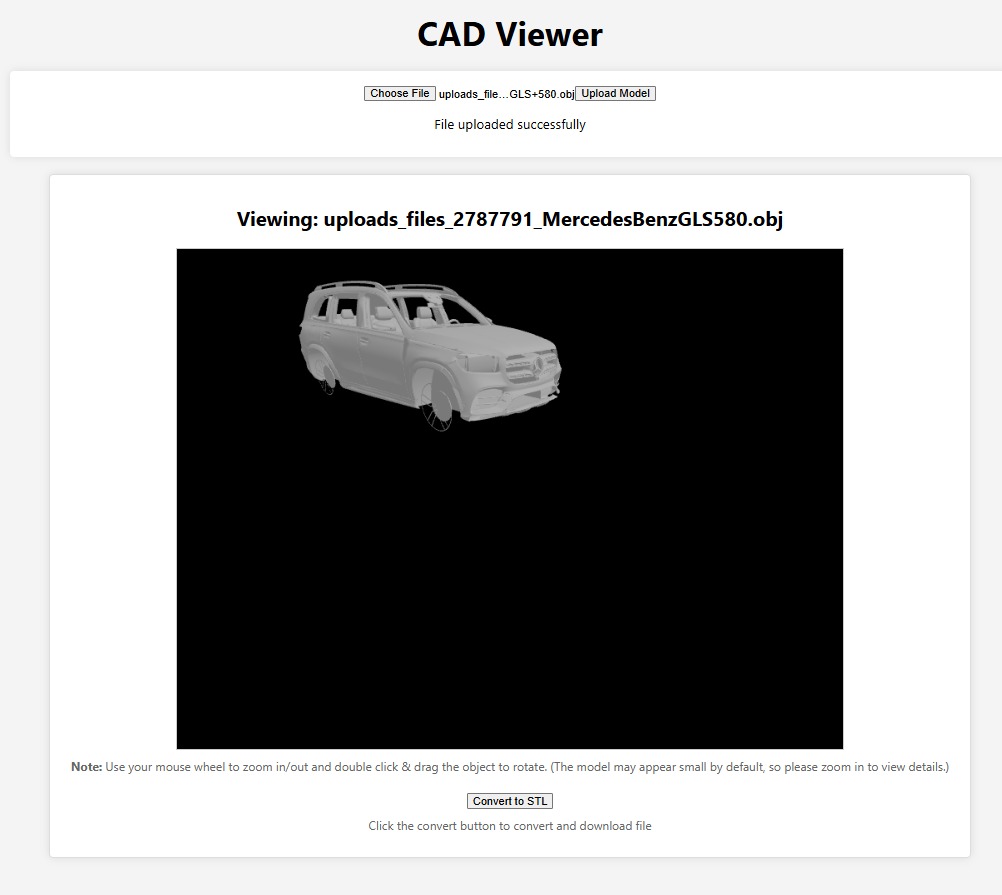 CAD Viewer
Choose File uploads_file...GLS+580.obj Upload Model
File uploaded successfully
Viewing: uploads_files_2787791_MercedesBenzGLS580.obj
Note: Use your mouse wheel to zoom in/out and double click & drag the object to rotate. (The model may appear small by default, so please zoom in to view details.)
Convert to STL
Click the convert button to convert and download file